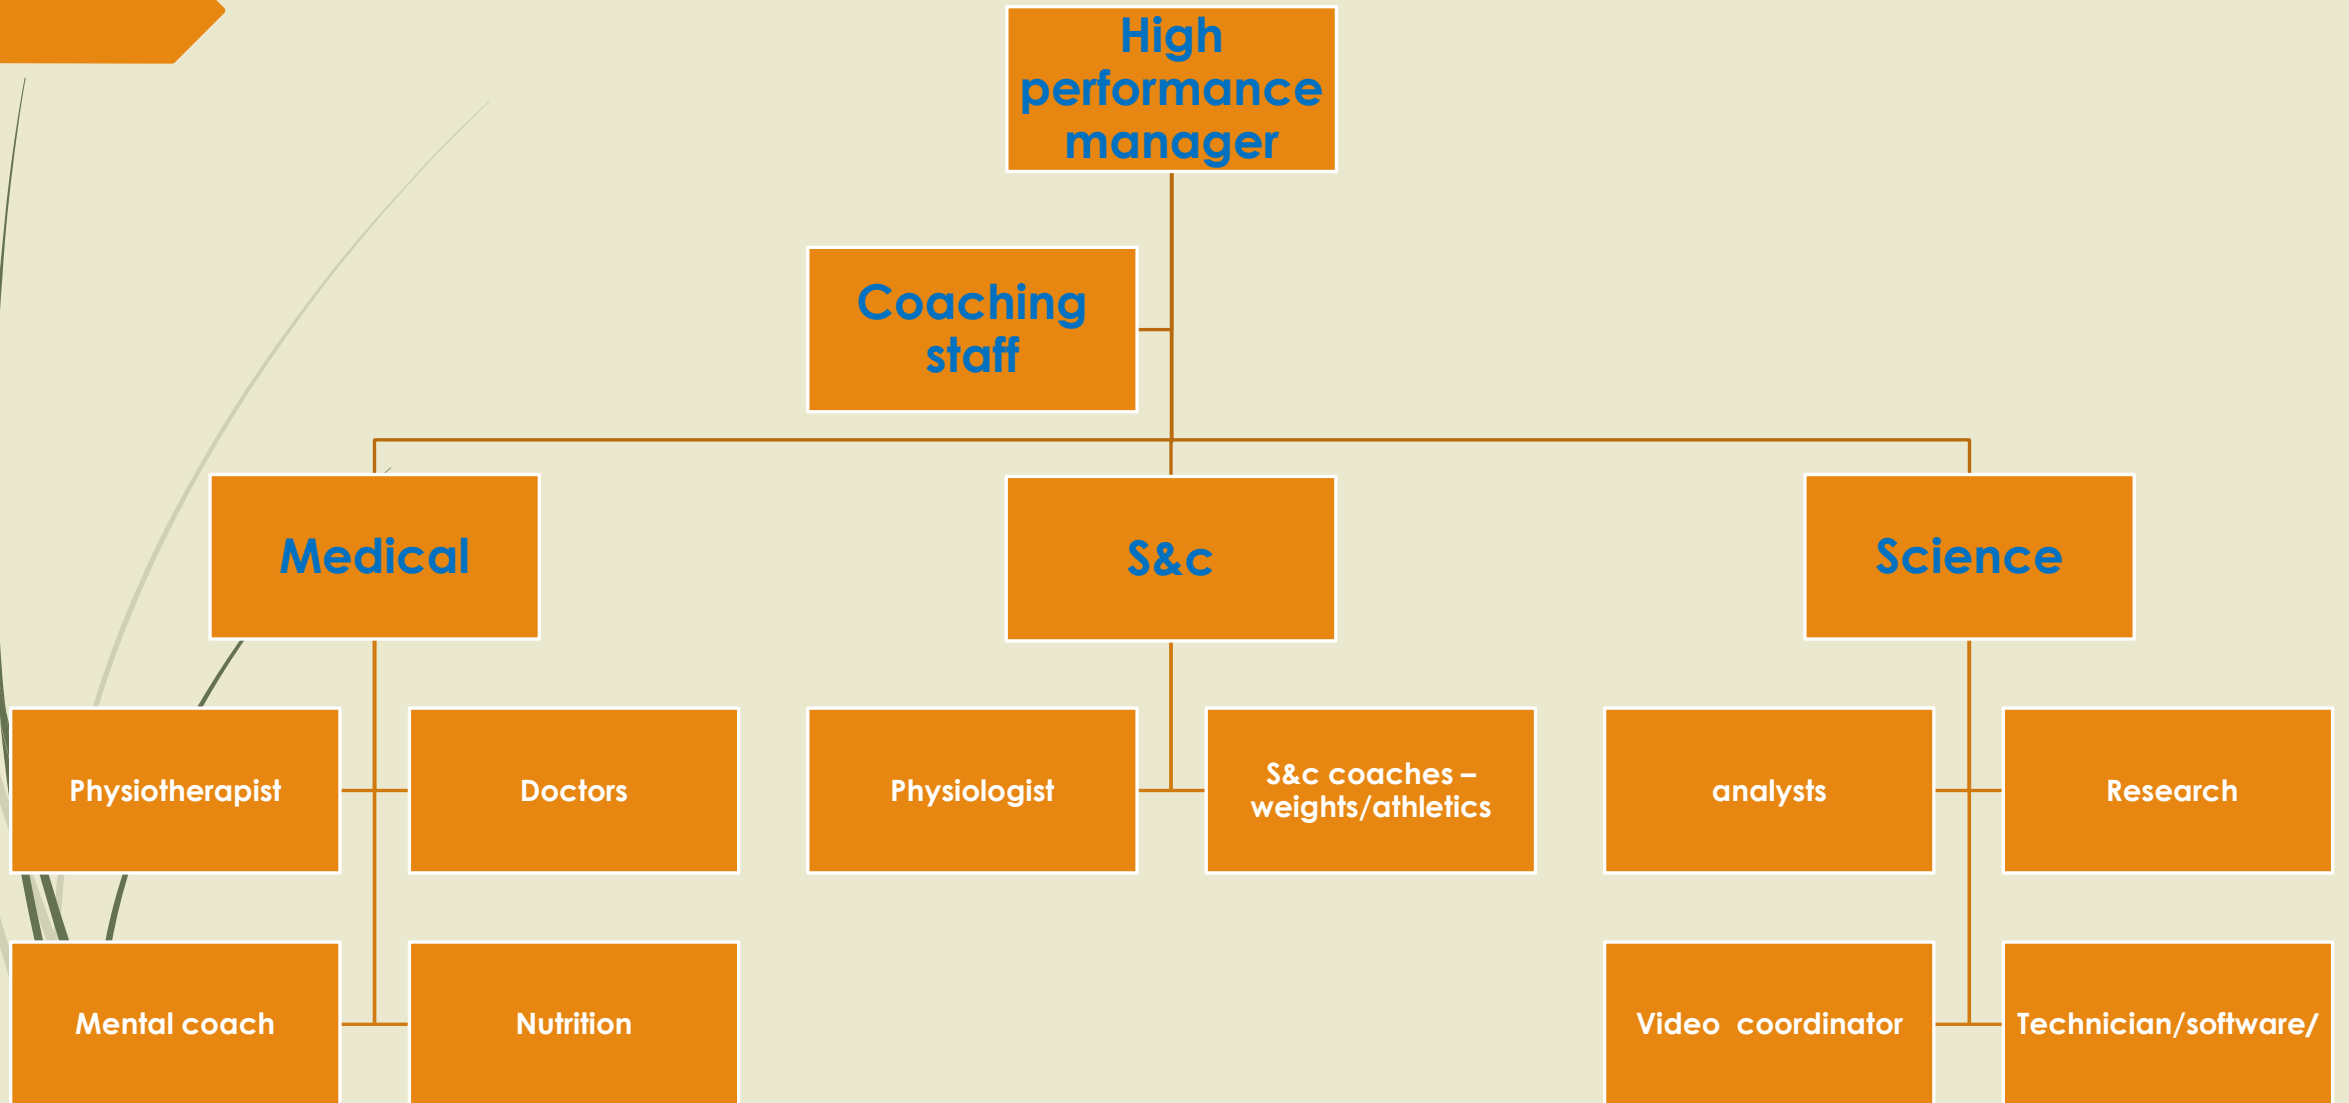 High
performance
manager
Coaching
staff
Medical
S&c
Science
Physiotherapist
Doctors
Physiologist
S&c coaches –
weights/athletics
analysts
Research
Mental coach
Nutrition
Video  coordinator
Technician/software/